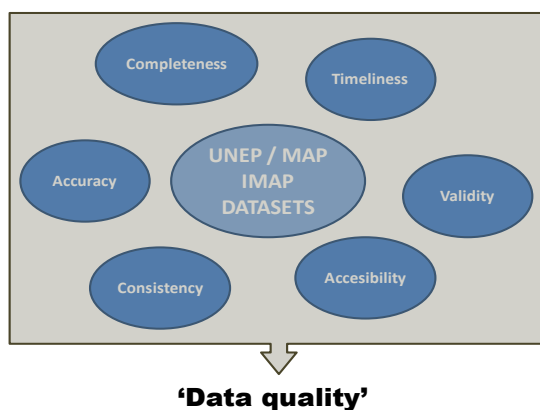 Completeness
Timeliness
UNEP / MAP
IMAP
DATASETS
Accuracy
Validity
Consistency
Accesibility
‘Data quality’